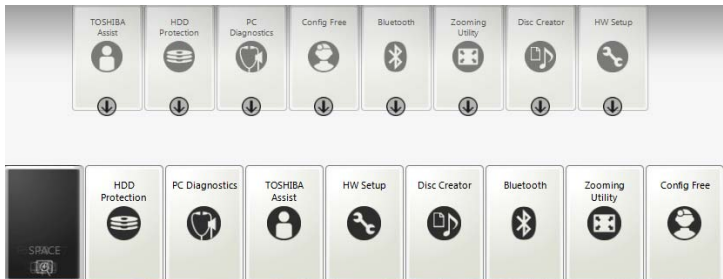 TOSHIBA
Assist
HDD
Protection
PC
Diagnostics
Config Free
Bluetooth
Zooming
Utility
Disc Creator
HW Setup
HDD
Protection
PC Diagnostics
TOSHIBA
Assist
HW Setup
Disc Creator
Bluetooth
Zooming
Utility
Config Free
SPACE